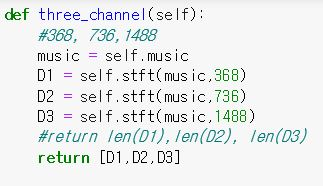 def three_channel(self):
    #368, 736,1488
    music = self.music
    D1 = self.stft(music,368)
    D2 = self.stft(music,736)
    D3 = self.stft(music,1488)
    #return len(D1),len(D2), len(D3)
    return [D1,D2,D3]